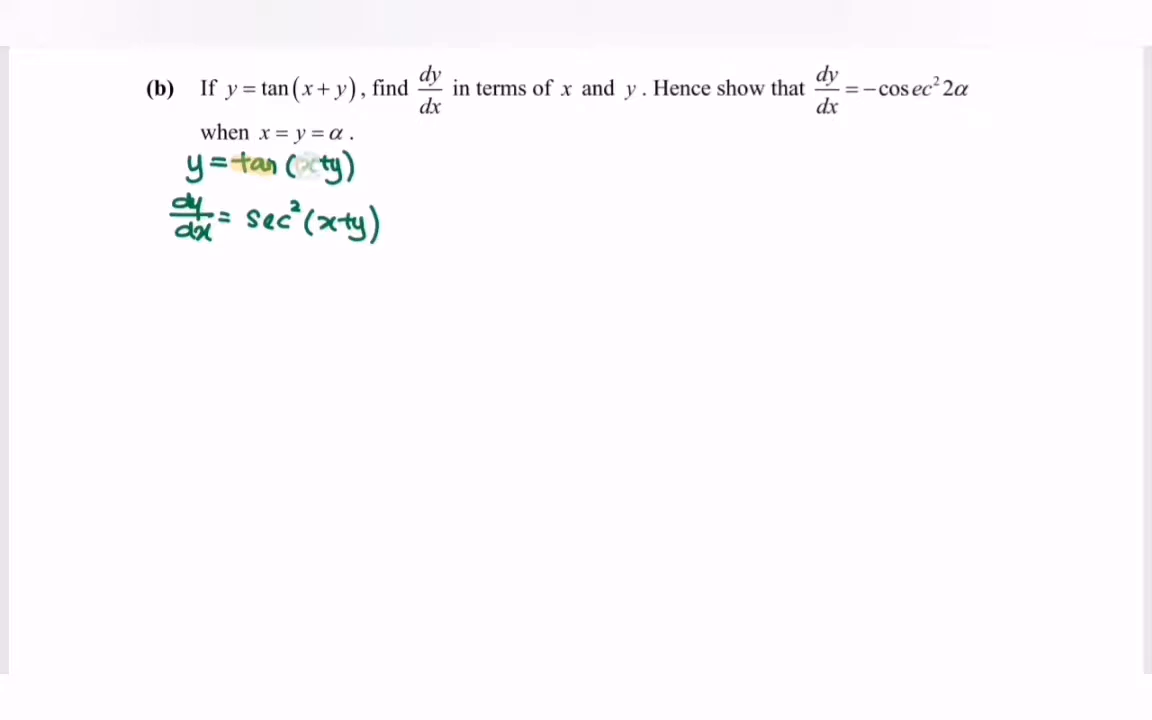 (b) If y = tan(x + y), find dy/dx in terms of x and y. Hence show that dy/dx = -cosec² 2α
when x = y = α.
y = tan (x+y)
dy/dx = sec² (x+y)